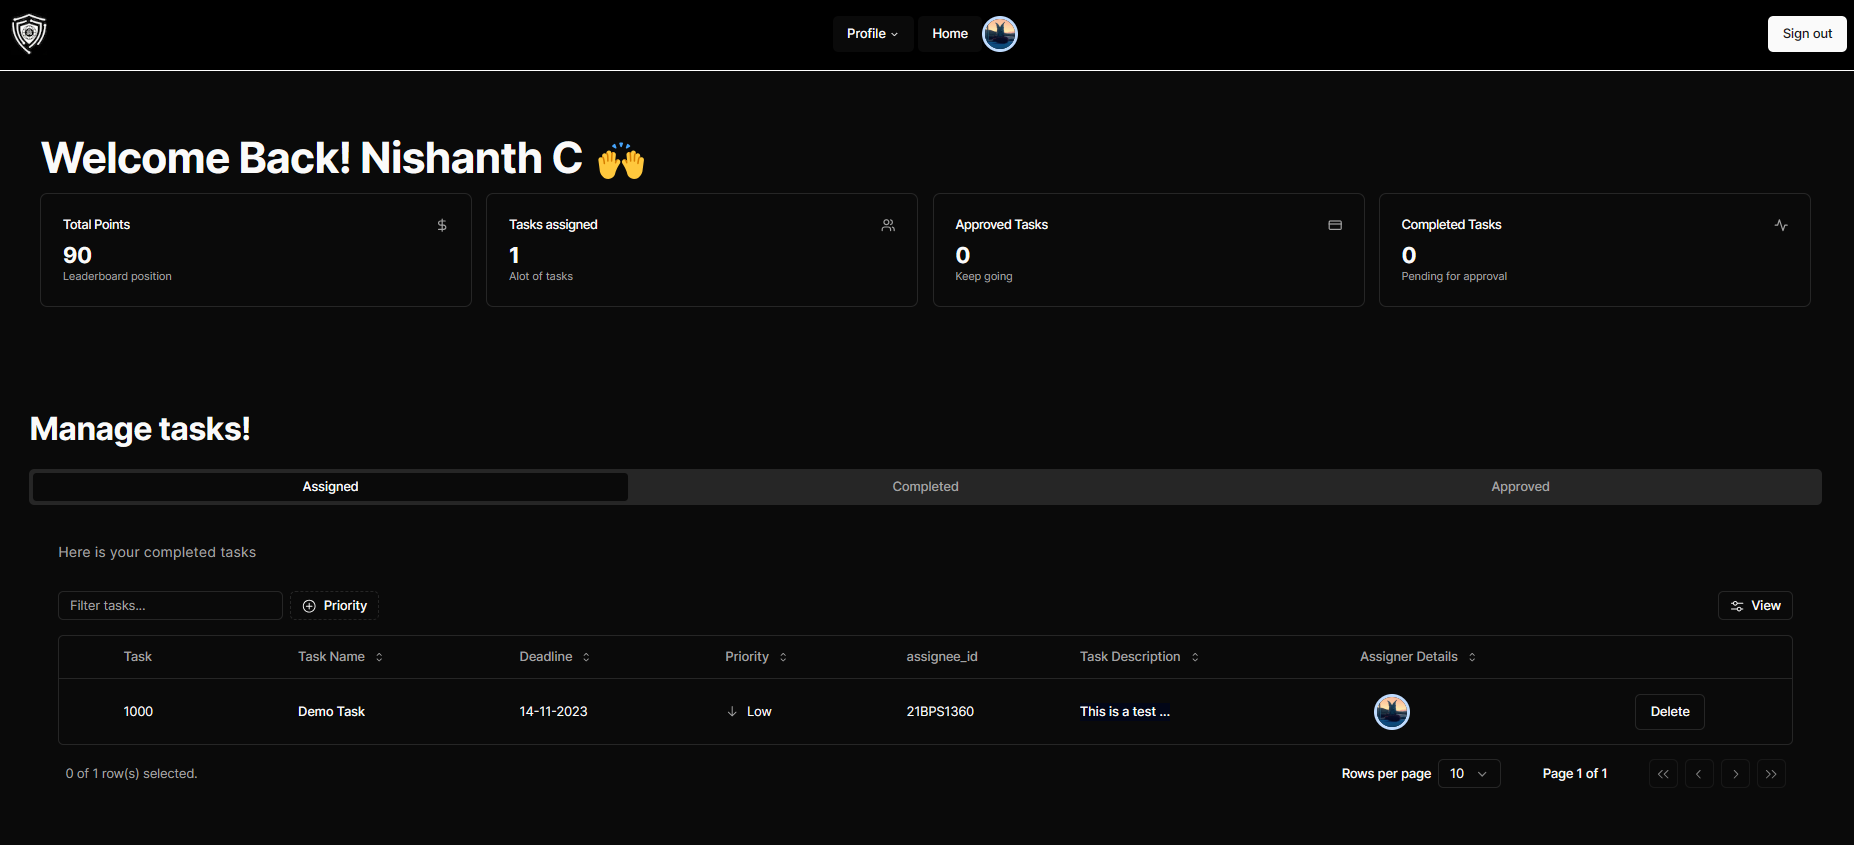 Profile Home Sign out
Welcome Back! Nishanth C 🙌
Total Points Tasks assigned Approved Tasks Completed Tasks
90 1 0 0
Leaderboard position Alot of tasks Keep going Pending for approval
Manage tasks!
Assigned Completed Approved
Here is your completed tasks
Filter tasks... Priority View
Task Task Name Deadline Priority assignee_id Task Description Assigner Details
1000 Demo Task 14-11-2023 Low 21BPS1360 This is a test ... Delete
0 of 1 row(s) selected. Rows per page 10 Page 1 of 1